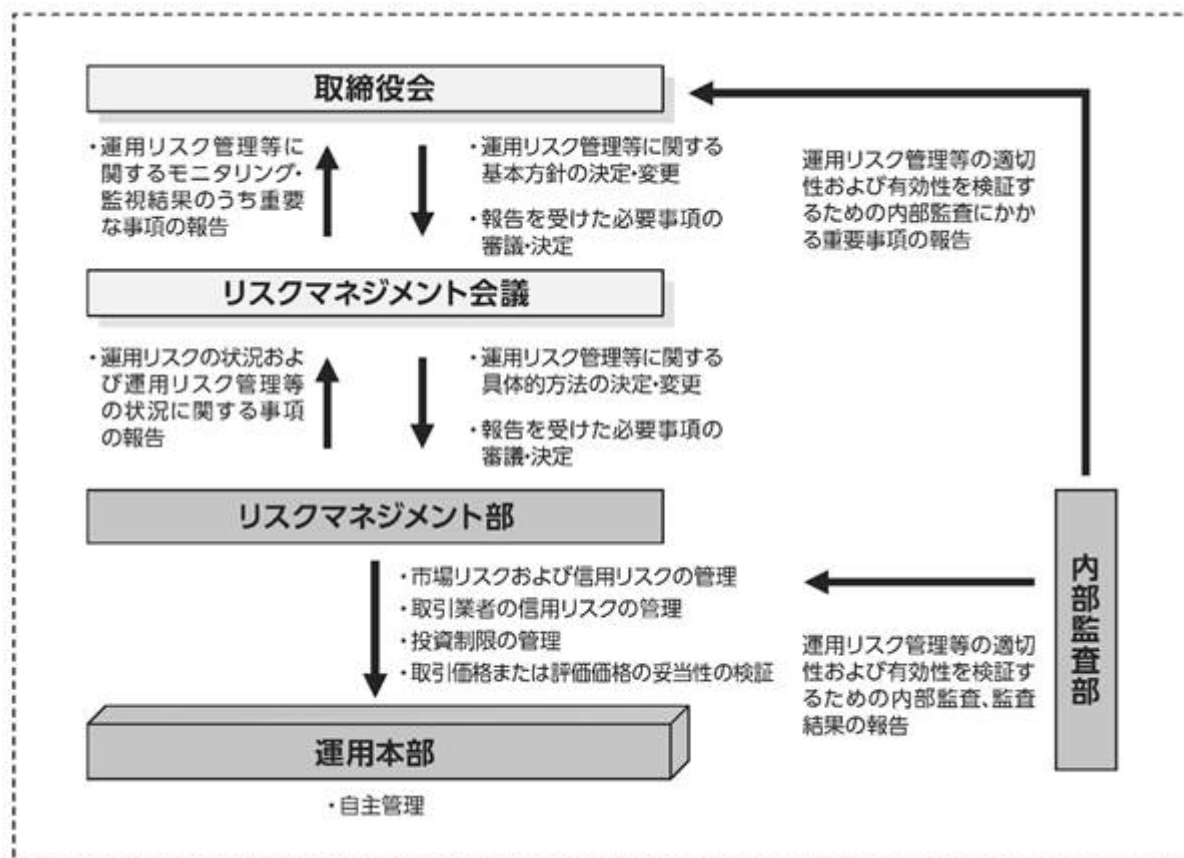 取締役会
・運用リスク管理等に
関するモニタリング・
監視結果のうち重要
な事項の報告
・運用リスク管理等に関する
基本方針の決定・変更
・報告を受けた必要事項の
審議・決定
運用リスク管理等の適切
性および有効性を検証す
るための内部監査にかか
る重要事項の報告
リスクマネジメント会議
・運用リスクの状況およ
び運用リスク管理等
の状況に関する事項
の報告
・運用リスク管理等に関する
具体的方法の決定・変更
・報告を受けた必要事項の
審議・決定
リスクマネジメント部
・市場リスクおよび信用リスクの管理
・取引業者の信用リスクの管理
・投資制限の管理
・取引価格または評価価格の妥当性の検証
内部監査部
運用リスク管理等の適切
性および有効性を検証す
るための内部監査、監査
結果の報告
運用本部
・自主管理